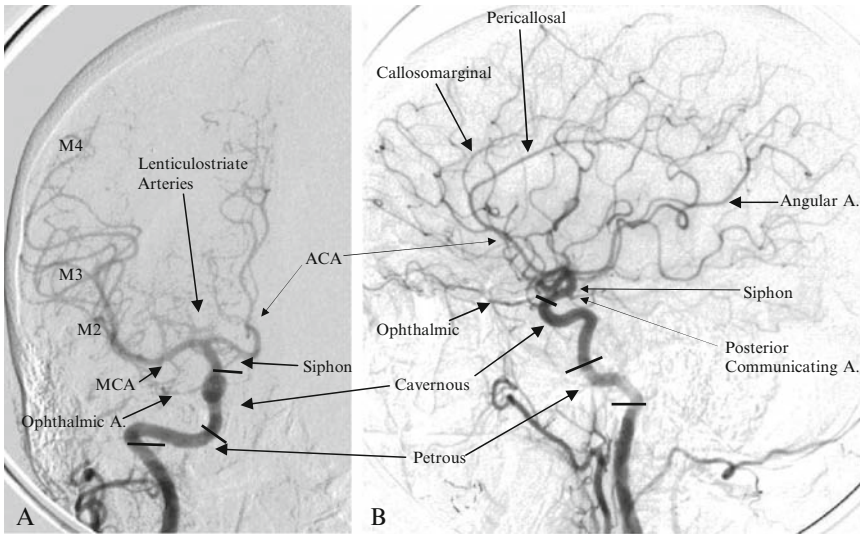 Pericallosal
Callosomarginal
M4
Lenticulostriate
Arteries
Angular A.
ACA
M3
Siphon
M2
Ophthalmic
Posterior
Communicating A.
Siphon
MCA
Cavernous
Ophthalmic A.
Petrous
A
B